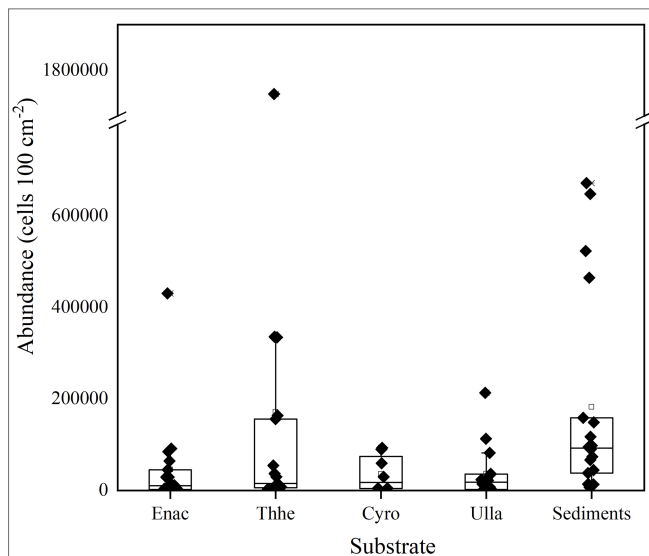 1800000
600000
400000
200000
0
Abundance (cells 100 cm-2)
Enac Thhe Cyro Ulla Sediments
Substrate